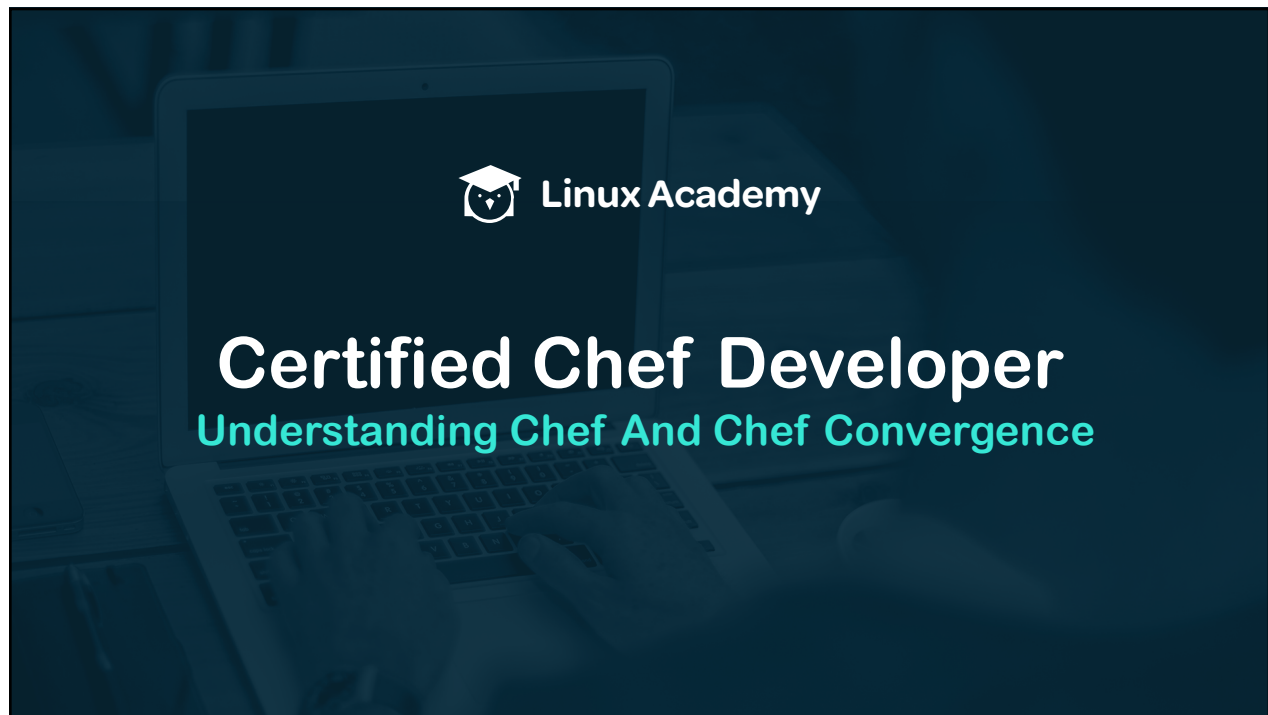 Linux Academy
Certified Chef Developer
Understanding Chef And Chef Convergence